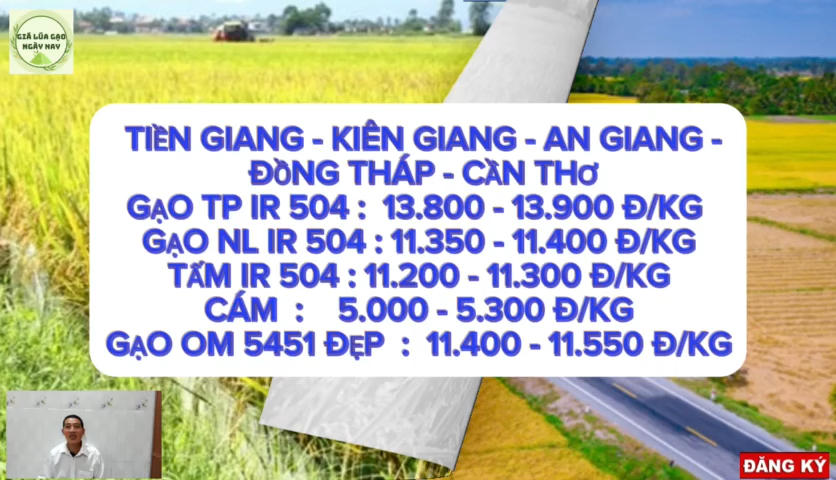 GIÁ LÚA GẠO
NGÀY NAY
TIỀN GIANG - KIÊN GIANG - AN GIANG -
ĐỒNG THÁP - CẦN THƠ
GẠO TP IR 504 : 13.800 - 13.900 Đ/KG
GẠO NL IR 504 : 11.350 - 11.400 Đ/KG
TẤM IR 504 : 11.200 - 11.300 Đ/KG
CÁM : 5.000 - 5.300 Đ/KG
GẠO OM 5451 ĐẸP : 11.400 - 11.550 Đ/KG
ĐĂNG KÝ